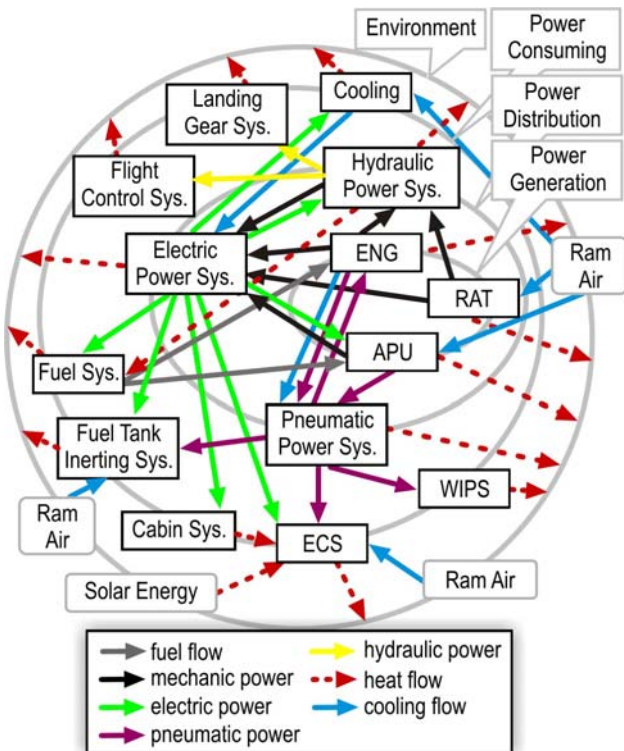 Environment
Power
Consuming
Power
Distribution
Power
Generation
Landing
Gear Sys.
Cooling
Flight
Control Sys.
Hydraulic
Power Sys.
Electric
Power Sys.
ENG
RAT
Ram
Air
APU
Fuel Sys.
Fuel Tank
Inerting Sys.
Pneumatic
Power Sys.
WIPS
Ram
Air
Cabin Sys.
ECS
Solar Energy
Ram Air
fuel flow
mechanic power
electric power
pneumatic power
hydraulic power
heat flow
cooling flow